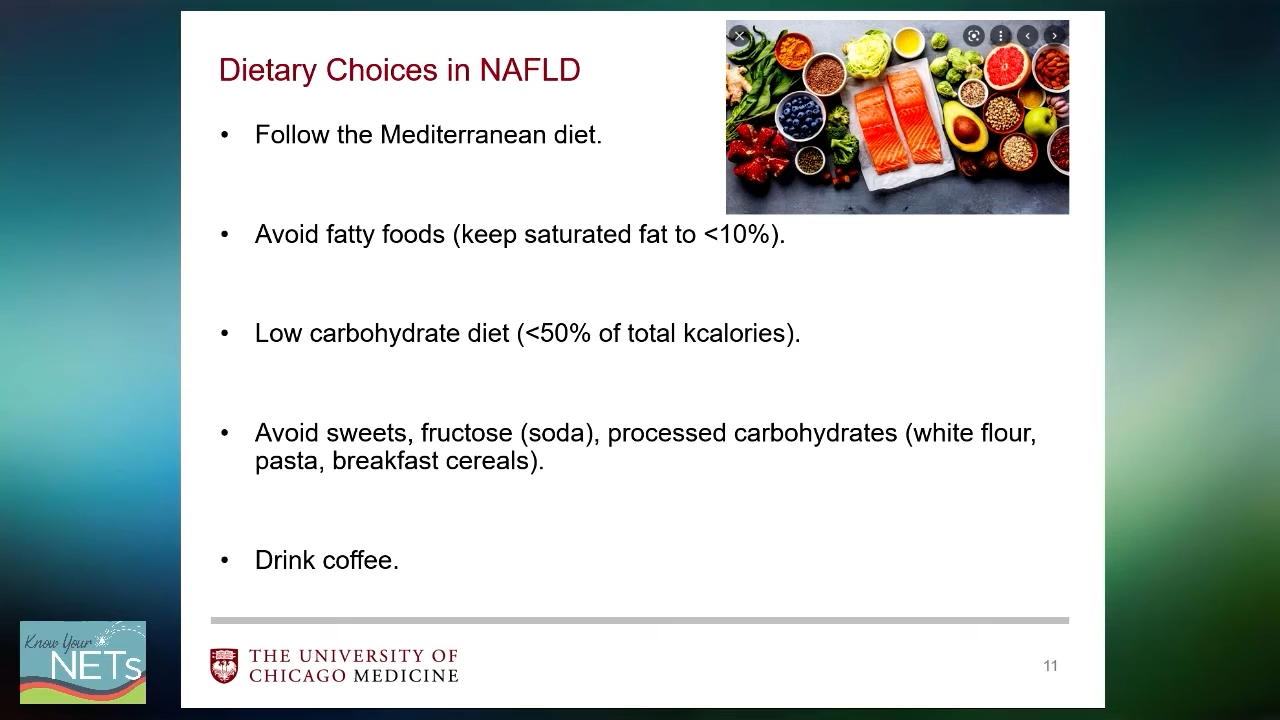 Dietary Choices in NAFLD
• Follow the Mediterranean diet.
• Avoid fatty foods (keep saturated fat to <10%).
• Low carbohydrate diet (<50% of total kcalories).
• Avoid sweets, fructose (soda), processed carbohydrates (white flour,
pasta, breakfast cereals).
• Drink coffee.
Know Your
NETs
THE UNIVERSITY OF
CHICAGO MEDICINE
11